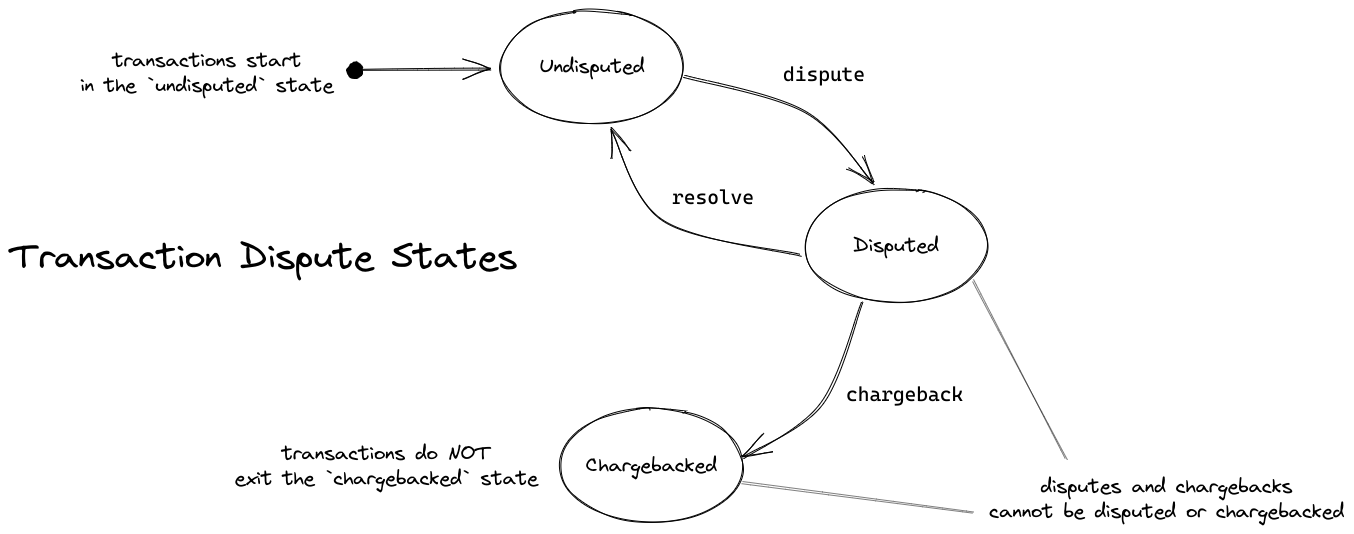 transactions start
in the `undisputed` state
Undisputed
dispute
resolve
Transaction Dispute States
Disputed
chargeback
transactions do NOT
exit the `chargebacked` state
Chargebacked
disputes and chargebacks
cannot be disputed or chargebacked